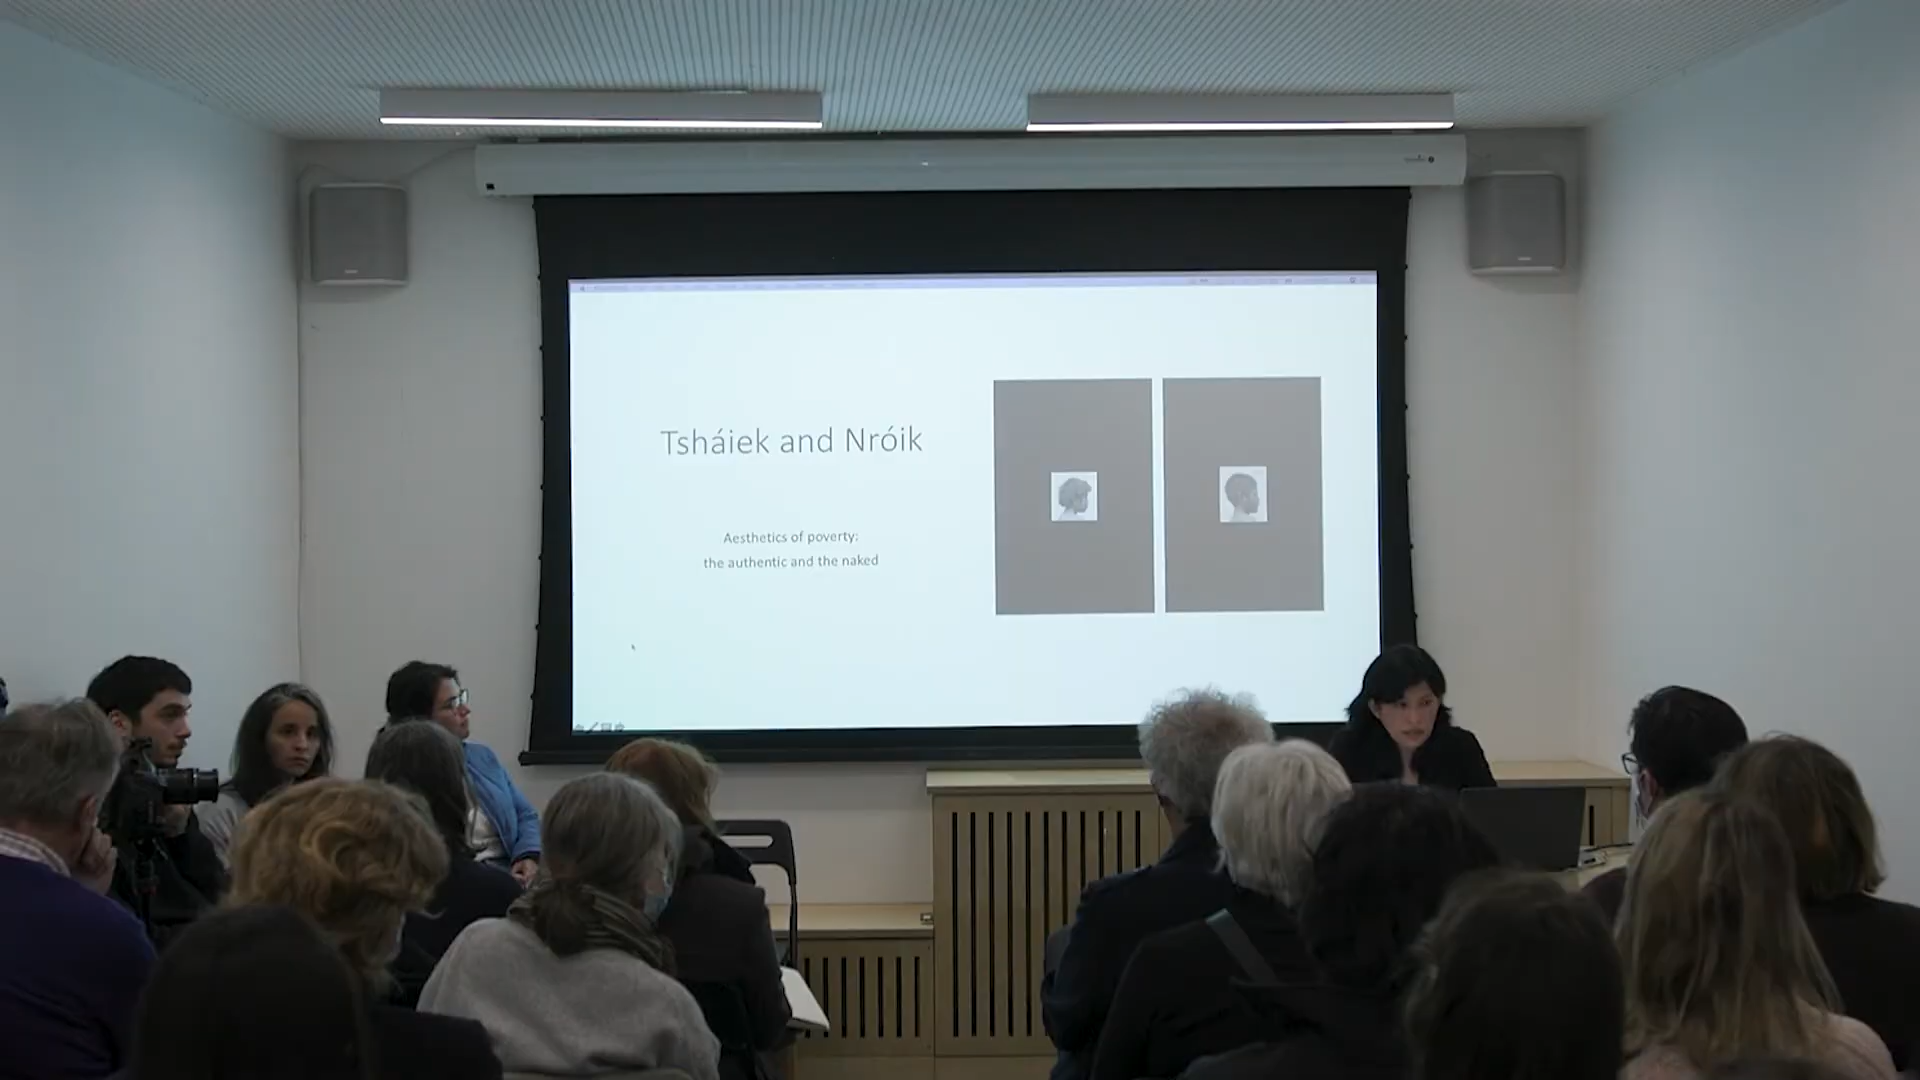 Tsháiek and Nróik
Aesthetics of poverty:
the authentic and the naked